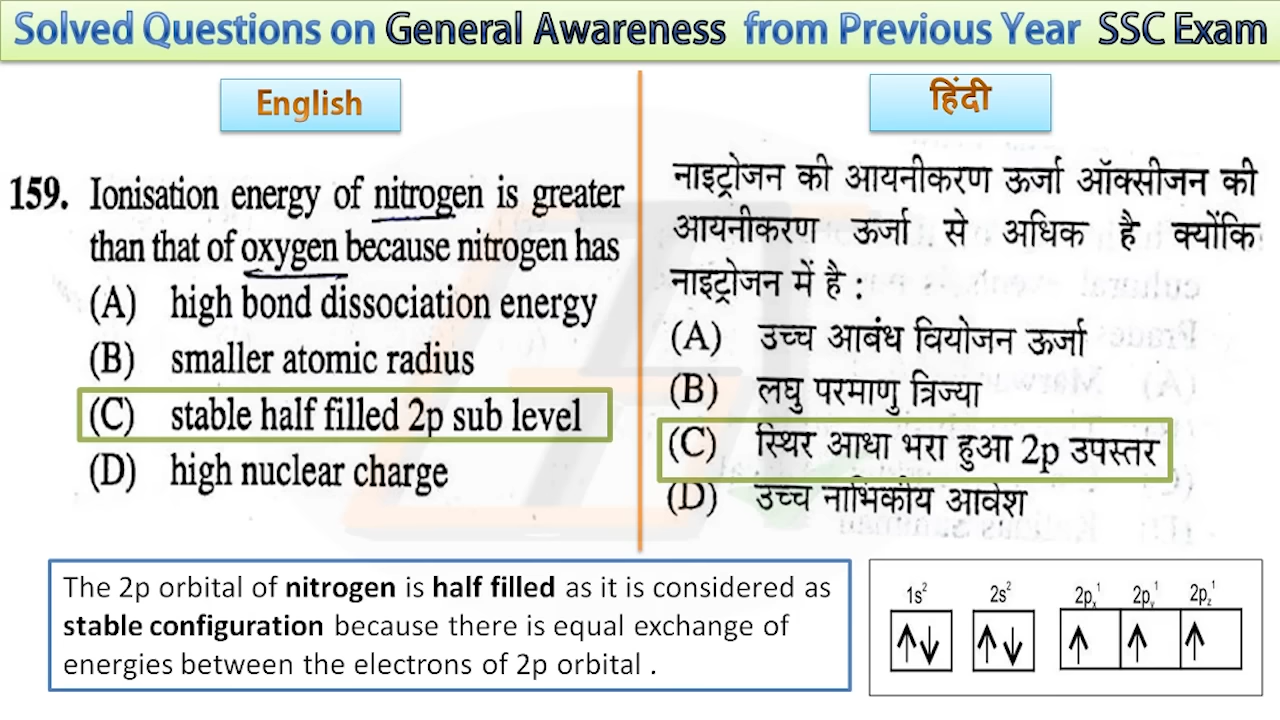 Solved Questions on General Awareness from Previous Year SSC Exam
English
159. Ionisation energy of nitrogen is greater
than that of oxygen because nitrogen has
(A) high bond dissociation energy
(B) smaller atomic radius
(C) stable half filled 2p sub level
(D) high nuclear charge
हिंदी
नाइट्रोजन की आयनीकरण ऊर्जा ऑक्सीजन की
आयनीकरण ऊर्जा से अधिक है क्योंकि
नाइट्रोजन में है :
(A) उच्च आबंध वियोजन ऊर्जा
(B) लघु परमाणु त्रिज्या
(C) स्थिर आधा भरा हुआ 2p उपस्तर
(D) उच्च नाभिकीय आवेश
The 2p orbital of nitrogen is half filled as it is considered as
stable configuration because there is equal exchange of
energies between the electrons of 2p orbital .
1s² 2s² 2pₓ¹ 2pᵧ¹ 2p_z¹